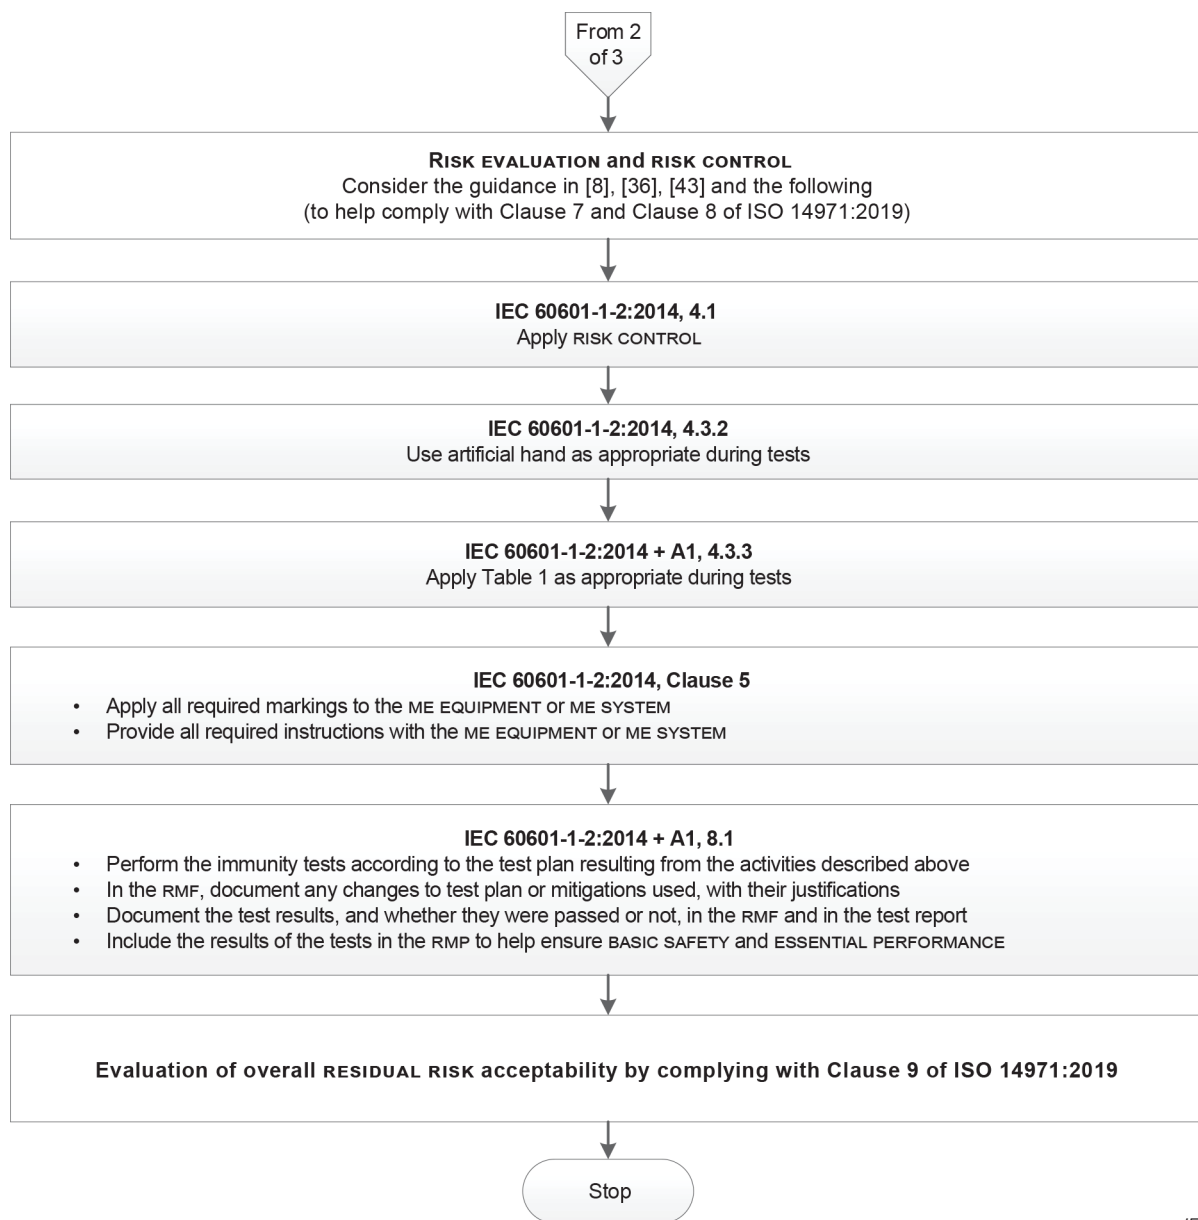 From 2
of 3
RISK EVALUATION and RISK CONTROL
Consider the guidance in [8], [36], [43] and the following
(to help comply with Clause 7 and Clause 8 of ISO 14971:2019)
IEC 60601-1-2:2014, 4.1
Apply RISK CONTROL
IEC 60601-1-2:2014, 4.3.2
Use artificial hand as appropriate during tests
IEC 60601-1-2:2014 + A1, 4.3.3
Apply Table 1 as appropriate during tests
IEC 60601-1-2:2014, Clause 5
• Apply all required markings to the ME EQUIPMENT or ME SYSTEM
• Provide all required instructions with the ME EQUIPMENT or ME SYSTEM
IEC 60601-1-2:2014 + A1, 8.1
• Perform the immunity tests according to the test plan resulting from the activities described above
• In the RMF, document any changes to test plan or mitigations used, with their justifications
• Document the test results, and whether they were passed or not, in the RMF and in the test report
• Include the results of the tests in the RMP to help ensure BASIC SAFETY and ESSENTIAL PERFORMANCE
Evaluation of overall RESIDUAL RISK acceptability by complying with Clause 9 of ISO 14971:2019
Stop